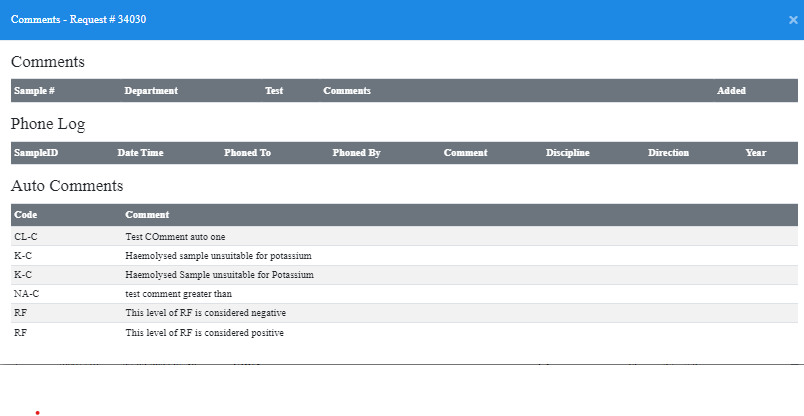 Comments - Request # 34030 ×
Comments
Sample # Department Test Comments Added
Phone Log
SampleID Date Time Phoned To Phoned By Comment Discipline Direction Year
Auto Comments
Code Comment
CL-C Test COmment auto one
K-C Haemolysed sample unsuitable for potassium
K-C Haemolysed Sample unsuitable for Potassium
NA-C test comment greater than
RF This level of RF is considered negative
RF This level of RF is considered positive